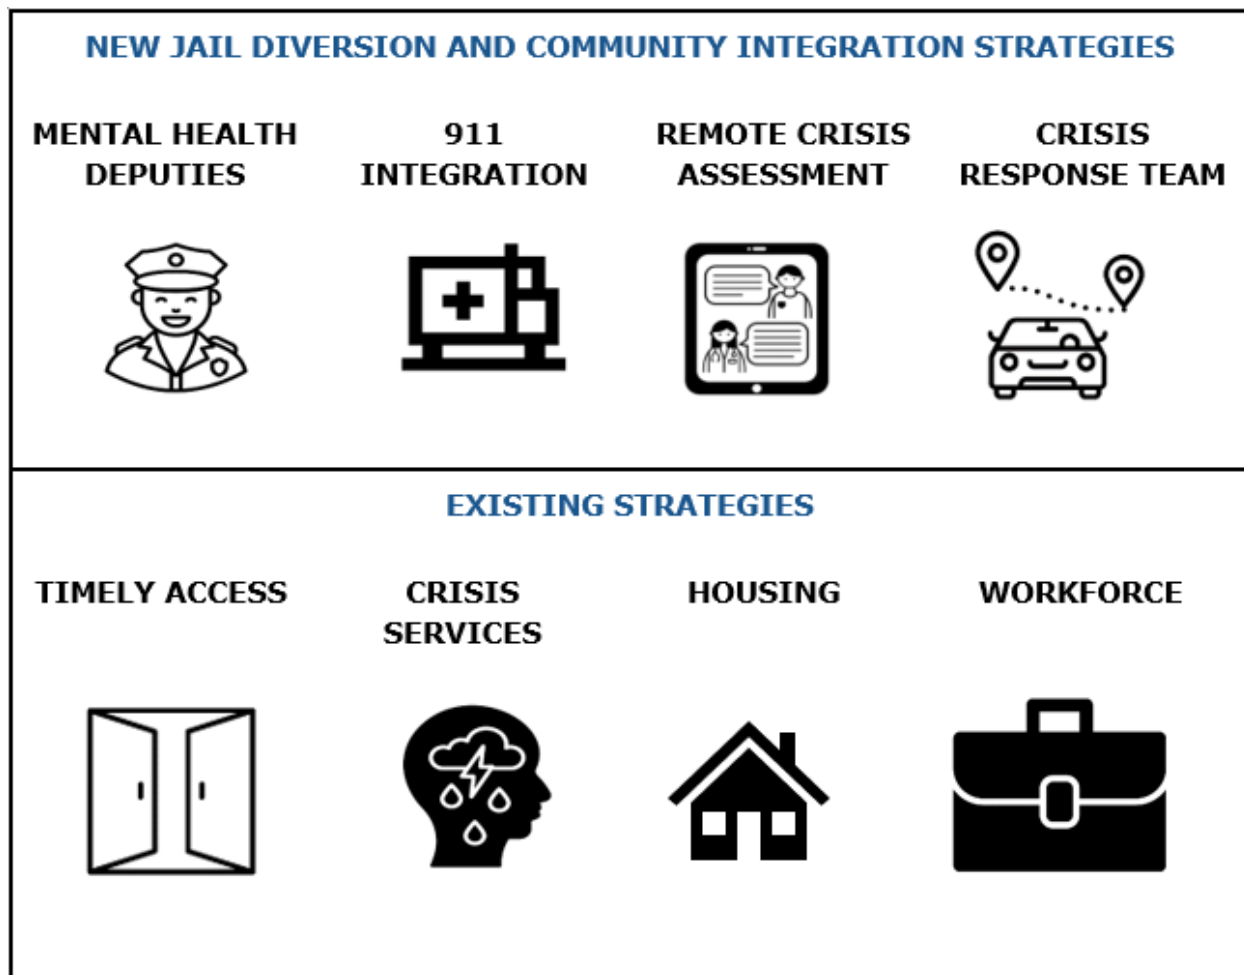 NEW JAIL DIVERSION AND COMMUNITY INTEGRATION STRATEGIES
MENTAL HEALTH
DEPUTIES
911
INTEGRATION
REMOTE CRISIS
ASSESSMENT
CRISIS
RESPONSE TEAM
EXISTING STRATEGIES
TIMELY ACCESS
CRISIS
SERVICES
HOUSING
WORKFORCE